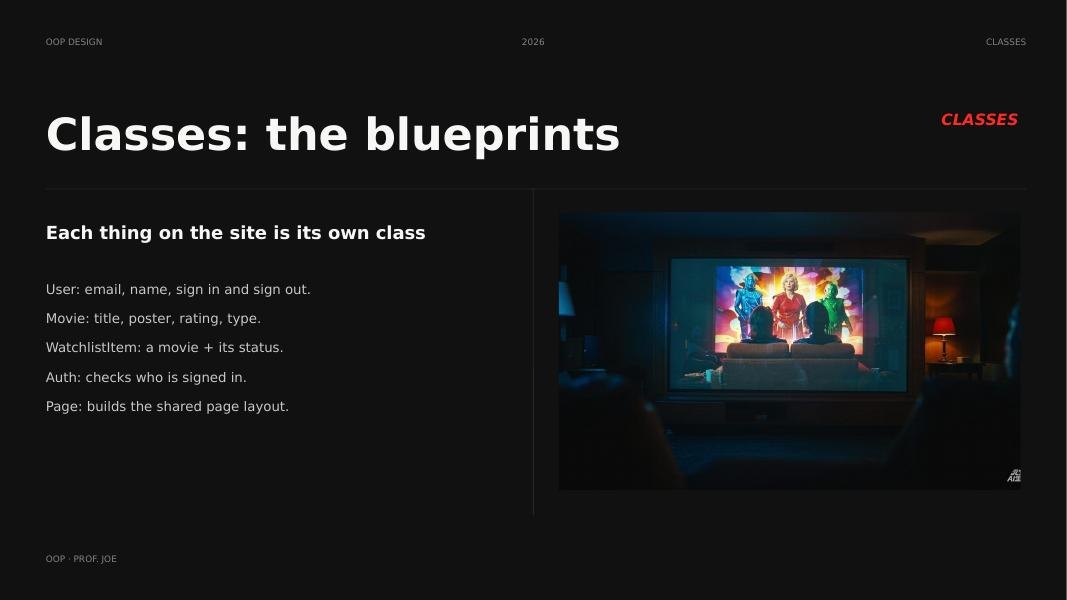 OOP DESIGN
2026
CLASSES
Classes: the blueprints
CLASSES
Each thing on the site is its own class
User: email, name, sign in and sign out.
Movie: title, poster, rating, type.
WatchlistItem: a movie + its status.
Auth: checks who is signed in.
Page: builds the shared page layout.
OOP · PROF. JOE